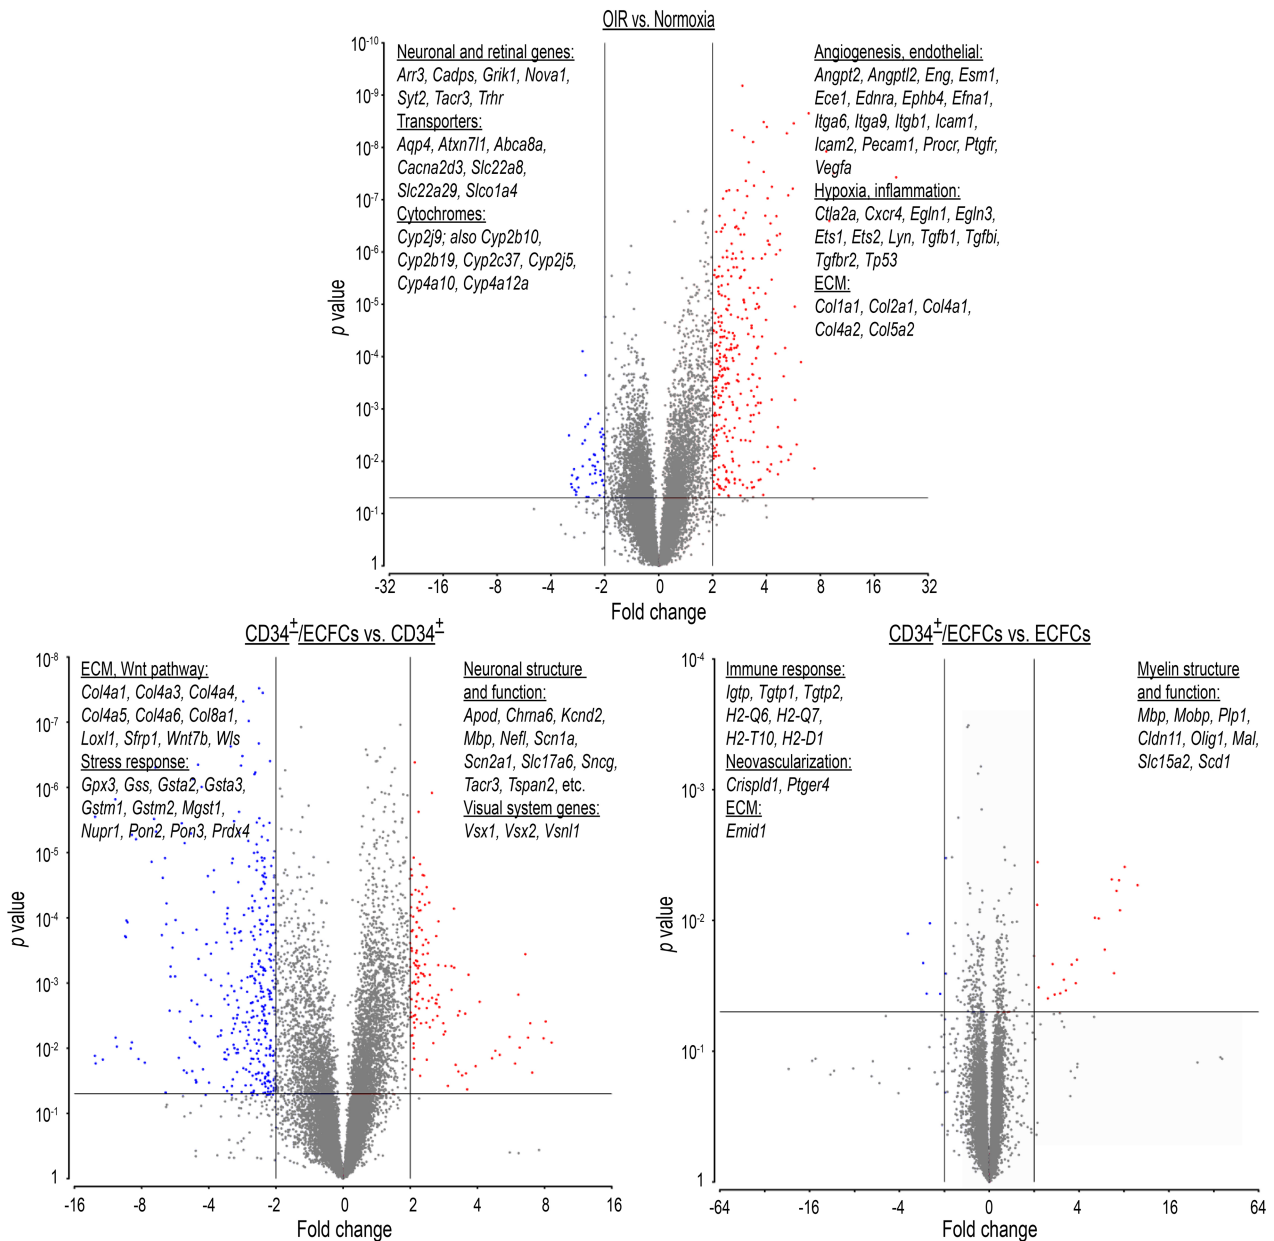 OIR vs. Normoxia
10-10
10-9
10-8
10-7
10-6
10-5
10-4
10-3
10-2
10-1
1
p value
Neuronal and retinal genes:
Arr3, Cadps, Grik1, Nova1,
Syt2, Tacr3, Trhr
Transporters:
Aqp4, Atxn7l1, Abca8a,
Cacna2d3, Slc22a8,
Slc22a29, Slco1a4
Cytochromes:
Cyp2j9; also Cyp2b10,
Cyp2b19, Cyp2c37, Cyp2j5,
Cyp4a10, Cyp4a12a
Angiogenesis, endothelial:
Angpt2, Angptl2, Eng, Esm1,
Ece1, Ednra, Ephb4, Efna1,
Itga6, Itga9, Itgb1, Icam1,
Icam2, Pecam1, Procr, Ptgfr,
Vegfa
Hypoxia, inflammation:
Ctla2a, Cxcr4, Egln1, Egln3,
Ets1, Ets2, Lyn, Tgfb1, Tgfbi,
Tgfbr2, Tp53
ECM:
Col1a1, Col2a1, Col4a1,
Col4a2, Col5a2
-32 -16 -8 -4 -2 0 2 4 8 16 32
Fold change
CD34+/ECFCs vs. CD34+
10-8
10-7
10-6
10-5
10-4
10-3
10-2
10-1
1
p value
ECM, Wnt pathway:
Col4a1, Col4a3, Col4a4,
Col4a5, Col4a6, Col8a1,
Loxl1, Sfrp1, Wnt7b, Wls
Stress response:
Gpx3, Gss, Gsta2, Gsta3,
Gstm1, Gstm2, Mgst1,
Nupr1, Pon2, Pon3, Prdx4
Neuronal structure
and function:
Apod, Chrna6, Kcnd2,
Mbp, Nefl, Scn1a,
Scn2a1, Slc17a6, Sncg,
Tacr3, Tspan2, etc.
Visual system genes:
Vsx1, Vsx2, Vsnl1
-16 -8 -4 -2 0 2 4 8 16
Fold change
CD34+/ECFCs vs. ECFCs
10-4
10-3
10-2
10-1
1
p value
Immune response:
Igtp, Tgtp1, Tgtp2,
H2-Q6, H2-Q7,
H2-T10, H2-D1
Neovascularization:
Crispld1, Ptger4
ECM:
Emid1
Myelin structure
and function:
Mbp, Mobp, Plp1,
Cldn11, Olig1, Mal,
Slc15a2, Scd1
-64 -16 -4 0 4 16 64
Fold change